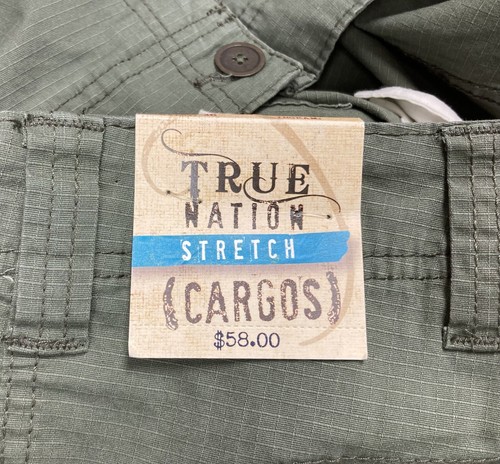 TRUE
NATION
STRETCH
(CARGOS)
$58.00